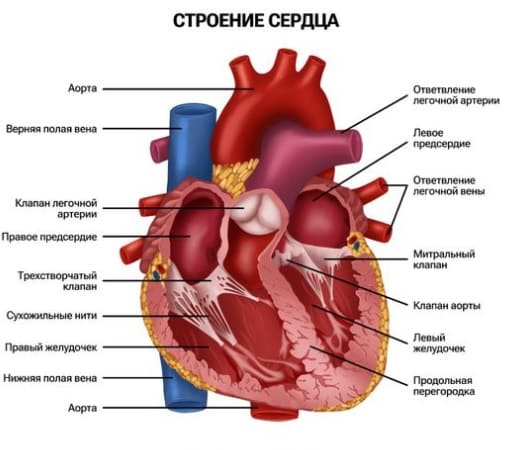 СТРОЕНИЕ СЕРДЦА
Аорта
Верхняя полая вена
Клапан легочной
артерии
Правое предсердие
Трехстворчатый
клапан
Сухожильные нити
Правый желудочек
Нижняя полая вена
Аорта
Ответвление
легочной артерии
Левое
предсердие
Ответвление
легочной вены
Митральный
клапан
Клапан аорты
Левый
желудочек
Продольная
перегородка